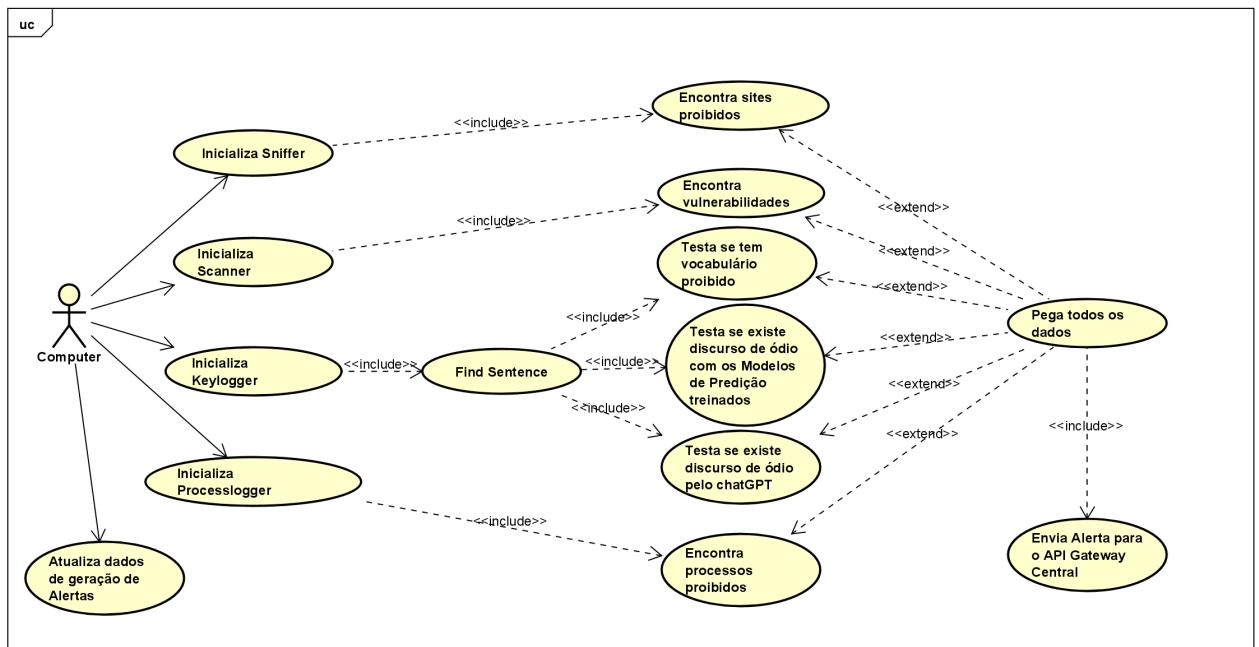 uc
Encontra sites
proibidos
<<include>>
Inicializa Sniffer
Encontra
vulnerabilidades
<<extend>>
<<include>>
Inicializa
Scanner
Testa se tem
vocabulário
proibido
<<extend>>
<<extend>>
<<include>>
Pega todos os
dados
Computer
Testa se existe
discurso de ódio
com os Modelos
de Predição
treinados
<<extend>>
Inicializa
Keylogger
<<include>>
Find Sentence
<<include>>
<<extend>>
<<include>>
<<include>>
<<extend>>
Testa se existe
discurso de ódio
pelo chatGPT
Inicializa
Processlogger
<<include>>
Encontra
processos
proibidos
Envia Alerta para
o API Gateway
Central
Atualiza dados
de geração de
Alertas